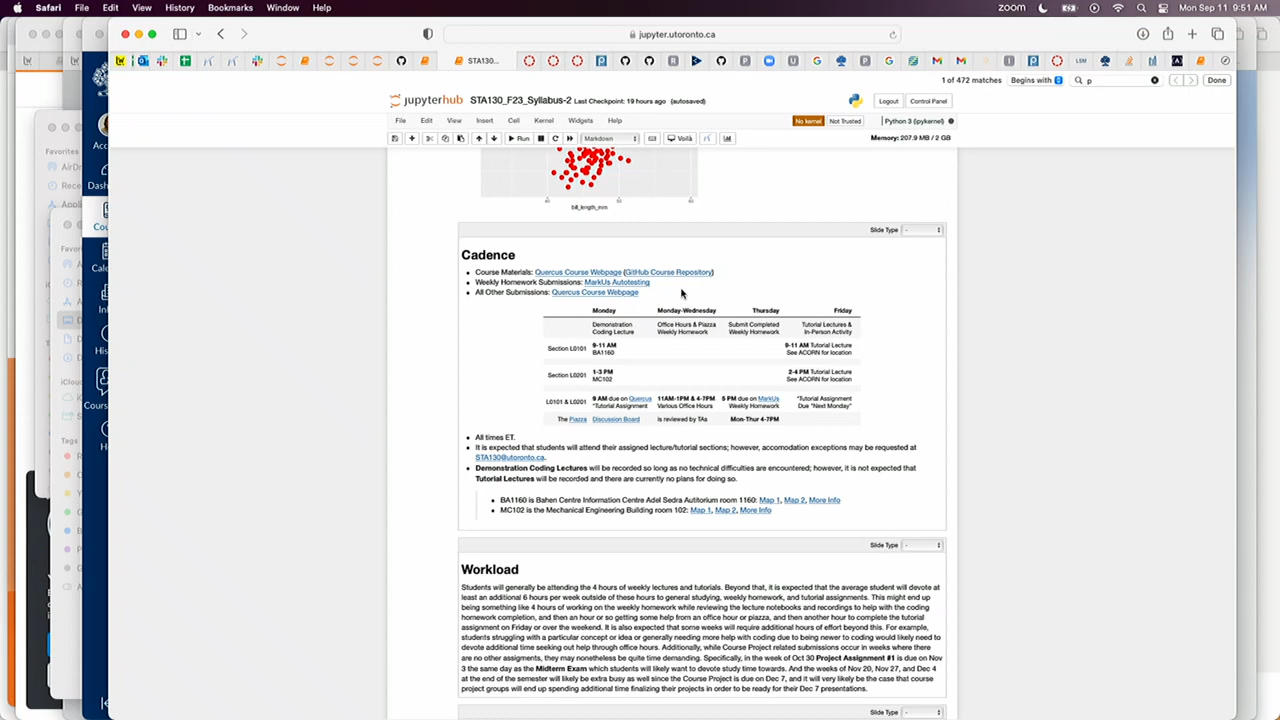 Safari File Edit View History Bookmarks Window Help
zoom Mon Sep 11 9:51 AM
jupyter.utoronto.ca
STA130...
1 of 472 matches Begins with p Done
jupyterhub STA130_F23_Syllabus-2 Last Checkpoint: 19 hours ago (autosaved)
Logout Control Panel
File Edit View Insert Cell Kernel Widgets Help
No kernel Not Trusted Python 3 (ipykernel)
Run Markdown Voilà Memory: 207.9 MB / 2 GB
bill_length_mm
Slide Type -
Cadence
Course Materials: Quercus Course Webpage (GitHub Course Repository)
Weekly Homework Submissions: MarkUs Autotesting
All Other Submissions: Quercus Course Webpage
Monday Monday-Wednesday Thursday Friday
Demonstration Office Hours & Piazza Submit Completed Tutorial Lectures &
Coding Lecture Weekly Homework Weekly Homework In-Person Activity
Section L0101 9-11 AM 9-11 AM Tutorial Lecture
BA1160 See ACORN for location
Section L0201 1-3 PM 2-4 PM Tutorial Lecture
MC102 See ACORN for location
L0101 & L0201 9 AM due on Quercus 11AM-1PM & 4-7PM 5 PM due on MarkUs *Tutorial Assignment
*Tutorial Assignment Various Office Hours Weekly Homework Due "Next Monday"
The Piazza Discussion Board is reviewed by TAs Mon-Thur 4-7PM
All times ET.
It is expected that students will attend their assigned lecture/tutorial sections; however, accomodation exceptions may be requested at
STA130@utoronto.ca.
Demonstration Coding Lectures will be recorded so long as no technical difficulties are encountered; however, it is not expected that
Tutorial Lectures will be recorded and there are currently no plans for doing so.
BA1160 is Bahen Centre Information Centre Adel Sedra Auditorium room 1160: Map 1, Map 2, More Info
MC102 is the Mechanical Engineering Building room 102: Map 1, Map 2, More Info
Slide Type -
Workload
Students will generally be attending the 4 hours of weekly lectures and tutorials. Beyond that, it is expected that the average student will devote at
least an additional 6 hours per week outside of these hours to general studying, weekly homework, and tutorial assignments. This might end up
being something like 4 hours of working on the weekly homework while reviewing the lecture notebooks and recordings to help with the coding
homework completion, and then an hour or so getting some help from an office hour or piazza, and then another hour to complete the tutorial
assignment on Friday or over the weekend. It is also expected that some weeks will require additional hours of effort beyond this. For example,
students struggling with a particular concept or idea or generally needing more help with coding due to being newer to coding would likely need to
devote additional time seeking out help through office hours. Additionally, while Course Project related submissions occur in weeks where there
are no other assigments, they may nonetheless be quite time demanding. Specifically, in the week of Oct 30 Project Assignment #1 is due on Nov
3 the same day as the Midterm Exam which students will likely want to devote study time towards. And the weeks of Nov 20, Nov 27, and Dec 4
at the end of the semester will likely be extra busy as well since the Course Project is due on Dec 7, and it will very likely be the case that course
project groups will end up spending additional time finalizing their projects in order to be ready for their Dec 7 presentations.
Slide Type -